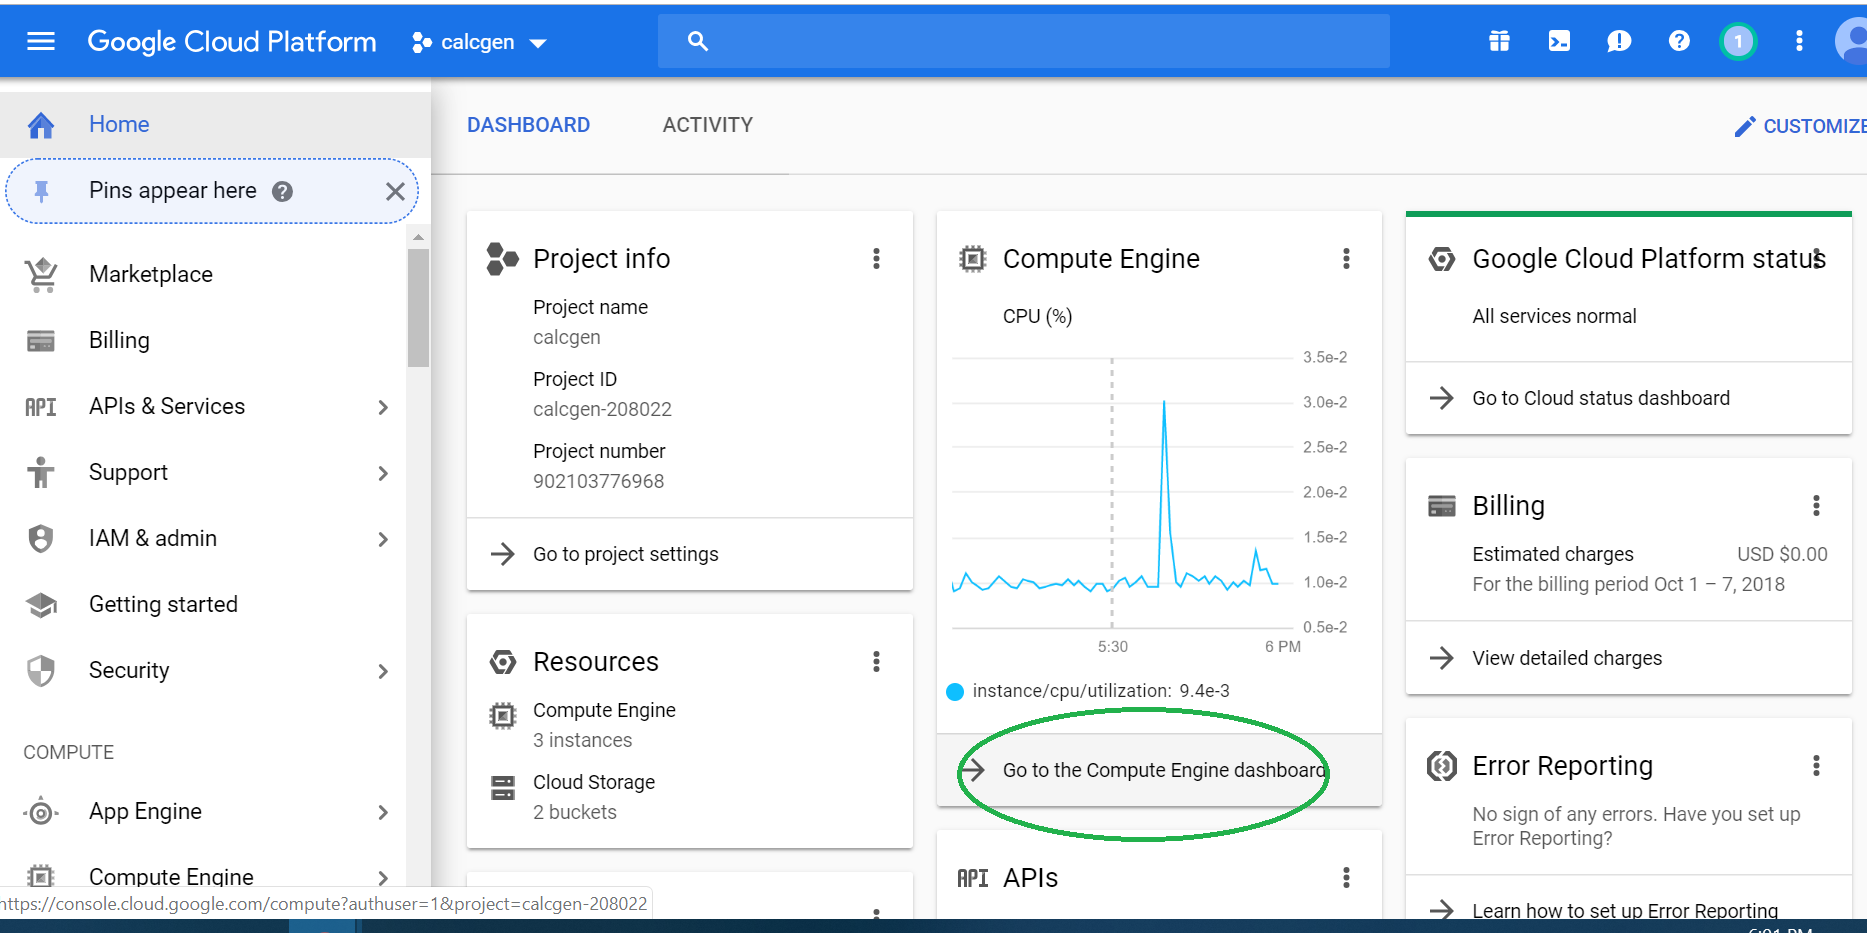 Google Cloud Platform
calcgen
1
Home
Pins appear here
Marketplace
Billing
API APIs & Services
Support
IAM & admin
Getting started
Security
COMPUTE
App Engine
Compute Engine
https://console.cloud.google.com/compute?authuser=1&project=calcgen-208022
DASHBOARD
ACTIVITY
CUSTOMIZE
Project info
Project name
calcgen
Project ID
calcgen-208022
Project number
902103776968
Go to project settings
Resources
Compute Engine
3 instances
Cloud Storage
2 buckets
Compute Engine
CPU (%)
3.5e-2
3.0e-2
2.5e-2
2.0e-2
1.5e-2
1.0e-2
0.5e-2
5:30
6 PM
instance/cpu/utilization: 9.4e-3
Go to the Compute Engine dashboard
API APIs
Google Cloud Platform status
All services normal
Go to Cloud status dashboard
Billing
Estimated charges USD $0.00
For the billing period Oct 1 – 7, 2018
View detailed charges
Error Reporting
No sign of any errors. Have you set up
Error Reporting?
Learn how to set up Error Reporting
6:01 PM